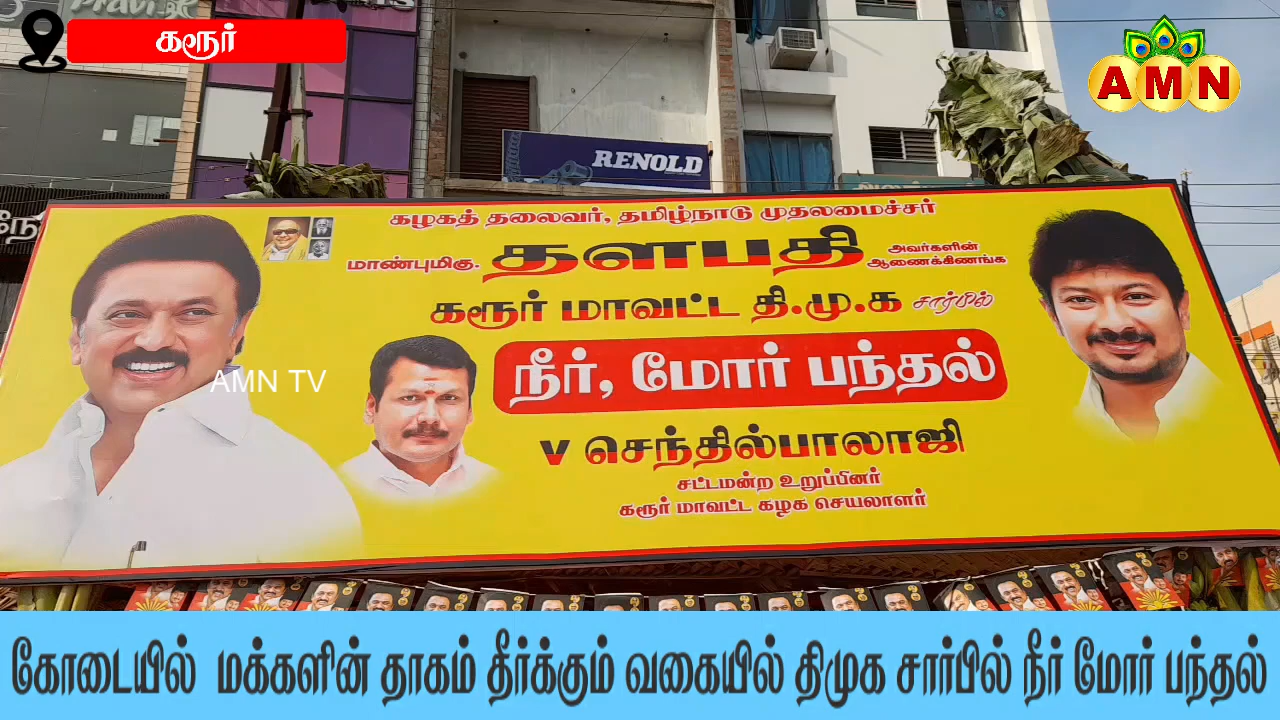 கரூர்
AMN
RENOLD
கழகத் தலைவர், தமிழ்நாடு முதலமைச்சர்
மாண்புமிகு. தளபதி அவர்களின் ஆணைக்கிணங்க
கரூர் மாவட்ட தி.மு.க சார்பில்
நீர், மோர் பந்தல்
AMN TV
V செந்தில்பாலாஜி
சட்டமன்ற உறுப்பினர்
கரூர் மாவட்ட கழக செயலாளர்
கோடையில் மக்களின் தாகம் தீர்க்கும் வகையில் திமுக சார்பில் நீர் மோர் பந்தல்